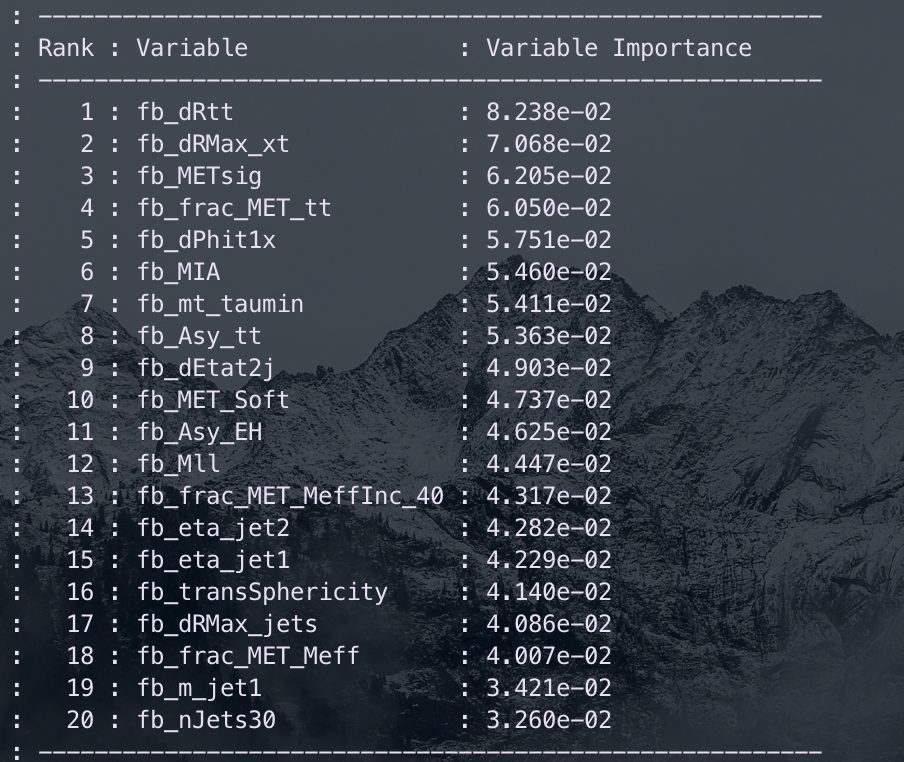 : --------------------------------------------------------
: Rank : Variable : Variable Importance
: --------------------------------------------------------
: 1 : fb_dRtt : 8.238e-02
: 2 : fb_dRMax_xt : 7.068e-02
: 3 : fb_METsig : 6.205e-02
: 4 : fb_frac_MET_tt : 6.050e-02
: 5 : fb_dPhit1x : 5.751e-02
: 6 : fb_MIA : 5.460e-02
: 7 : fb_mt_taumin : 5.411e-02
: 8 : fb_Asy_tt : 5.363e-02
: 9 : fb_dEtat2j : 4.903e-02
: 10 : fb_MET_Soft : 4.737e-02
: 11 : fb_Asy_EH : 4.625e-02
: 12 : fb_Mll : 4.447e-02
: 13 : fb_frac_MET_MeffInc_40 : 4.317e-02
: 14 : fb_eta_jet2 : 4.282e-02
: 15 : fb_eta_jet1 : 4.229e-02
: 16 : fb_transSphericity : 4.140e-02
: 17 : fb_dRMax_jets : 4.086e-02
: 18 : fb_frac_MET_Meff : 4.007e-02
: 19 : fb_m_jet1 : 3.421e-02
: 20 : fb_nJets30 : 3.260e-02
: --------------------------------------------------------